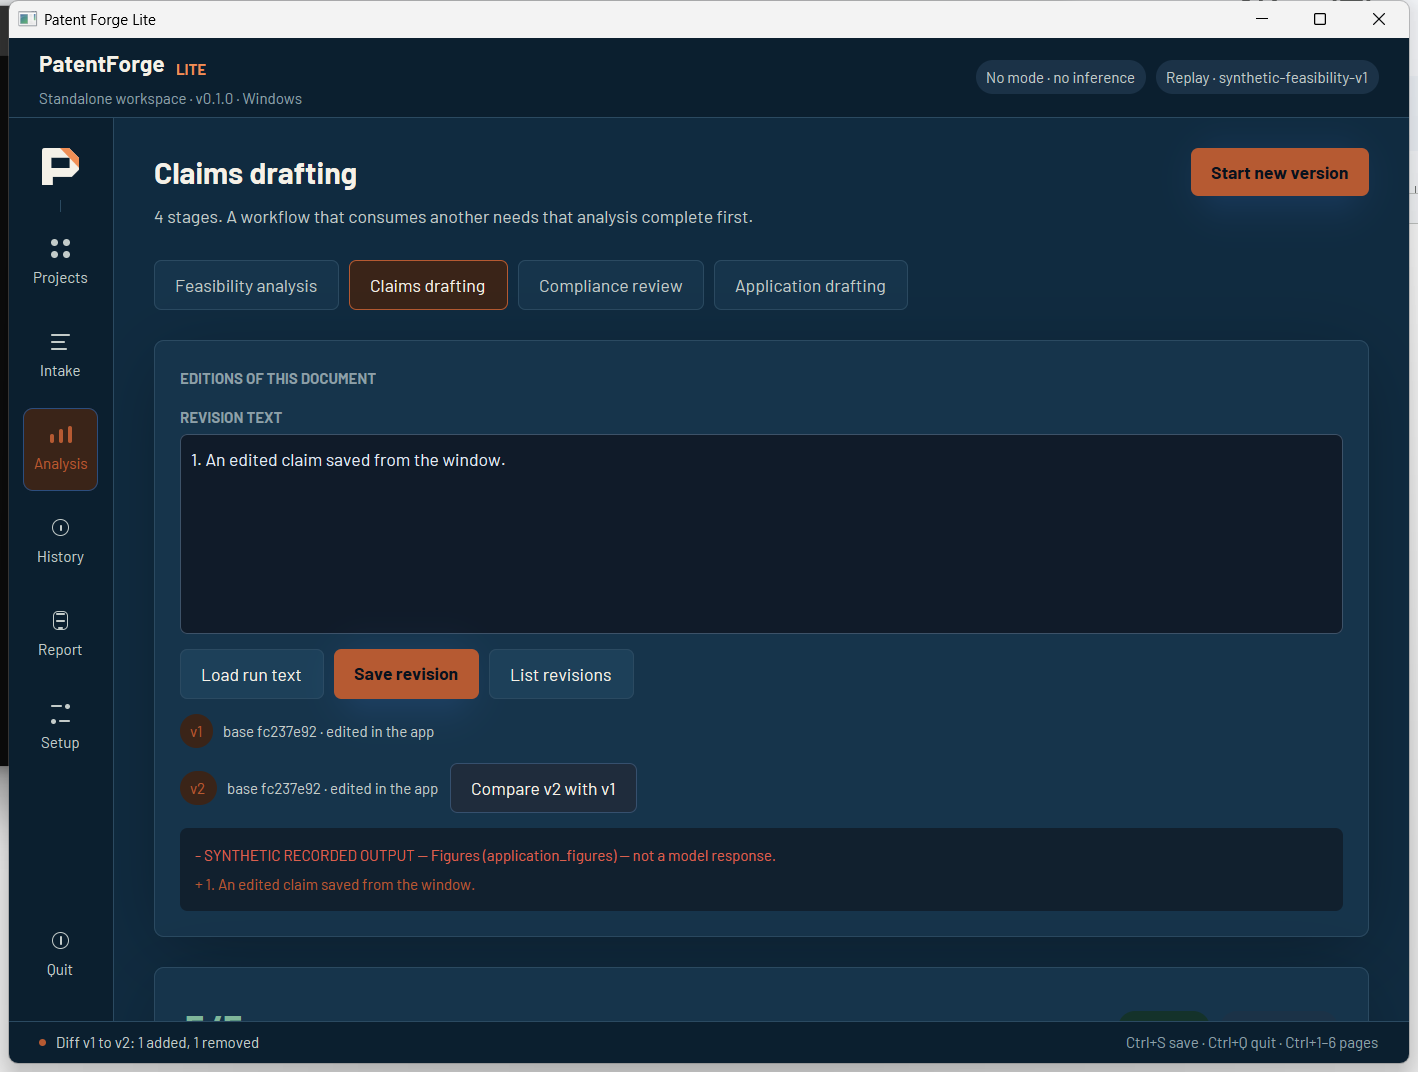 Patent Forge Lite
PatentForge LITE
Standalone workspace · v0.1.0 · Windows
No mode · no inference
Replay · synthetic-feasibility-v1
Projects
Intake
Analysis
History
Report
Setup
Quit
Claims drafting
4 stages. A workflow that consumes another needs that analysis complete first.
Start new version
Feasibility analysis
Claims drafting
Compliance review
Application drafting
EDITIONS OF THIS DOCUMENT
REVISION TEXT
1. An edited claim saved from the window.
Load run text
Save revision
List revisions
v1 base fc237e92 · edited in the app
v2 base fc237e92 · edited in the app
Compare v2 with v1
- SYNTHETIC RECORDED OUTPUT — Figures (application_figures) — not a model response.
+ 1. An edited claim saved from the window.
Diff v1 to v2: 1 added, 1 removed
Ctrl+S save · Ctrl+Q quit · Ctrl+1–6 pages